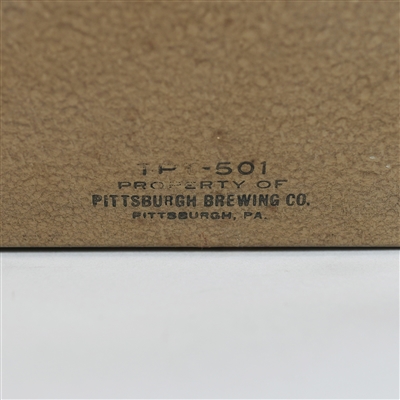 PROPERTY OF
PITTSBURGH BREWING CO.
PITTSBURGH, PA.